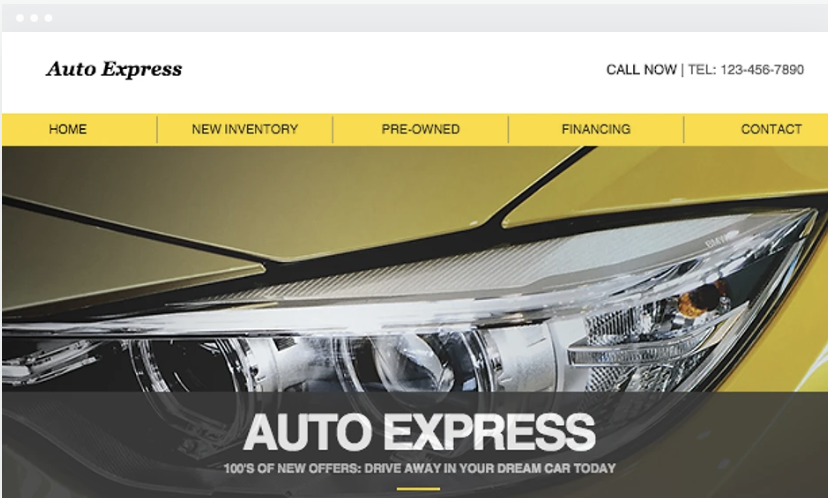 Auto Express
CALL NOW | TEL: 123-456-7890
HOME NEW INVENTORY PRE-OWNED FINANCING CONTACT
BMW
AUTO EXPRESS
100'S OF NEW OFFERS: DRIVE AWAY IN YOUR DREAM CAR TODAY